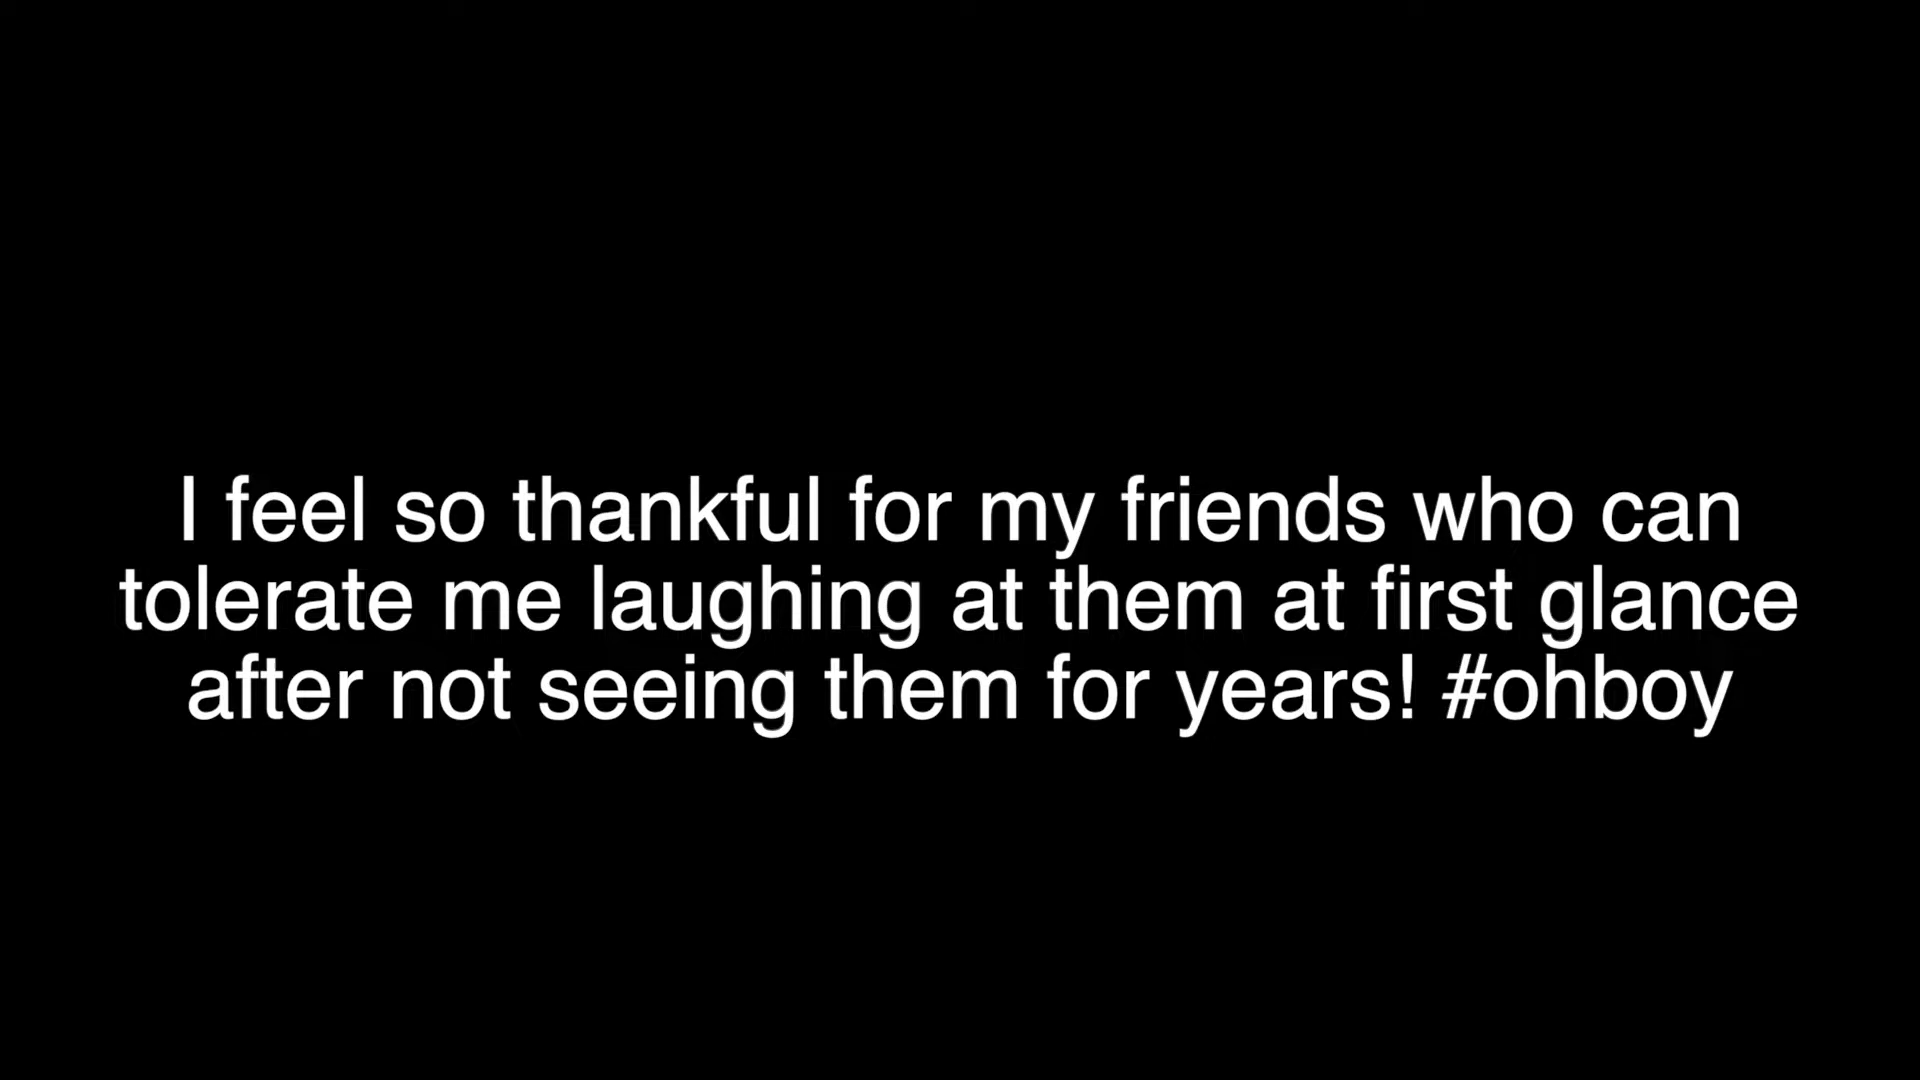 I feel so thankful for my friends who can
tolerate me laughing at them at first glance
after not seeing them for years! #ohboy